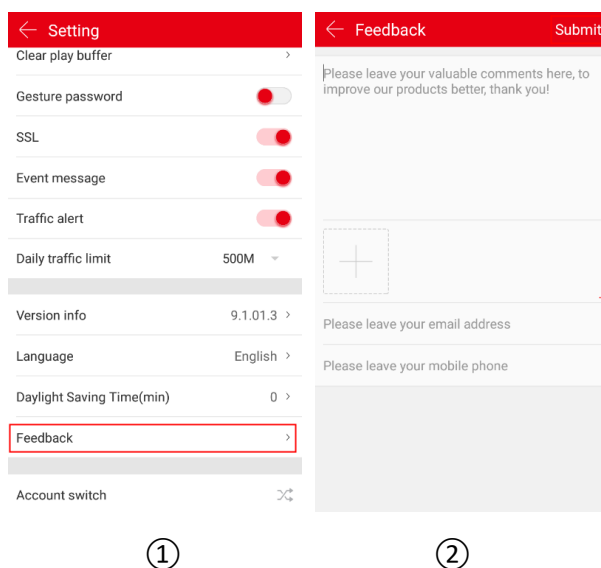 Setting
Clear play buffer
Gesture password
SSL
Event message
Traffic alert
Daily traffic limit 500M
Version info 9.1.01.3
Language English
Daylight Saving Time(min) 0
Feedback
Account switch
①
Feedback Submit
Please leave your valuable comments here, to
improve our products better, thank you!
Please leave your email address
Please leave your mobile phone
②